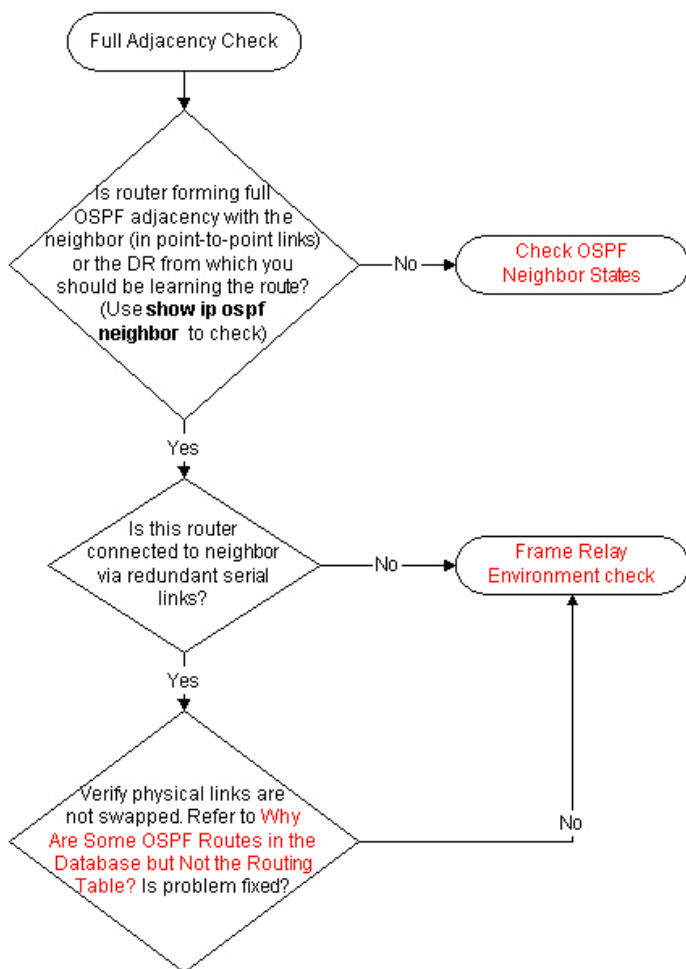 Full Adjacency Check
Is router forming full
OSPF adjacency with the
neighbor (in point-to-point links)
or the DR from which you
should be learning the route?
(Use show ip ospf
neighbor to check)
No
Check OSPF
Neighbor States
Yes
Is this router
connected to neighbor
via redundant serial
links?
No
Frame Relay
Environment check
Yes
Verify physical links are
not swapped. Refer to Why
Are Some OSPF Routes in the
Database but Not the Routing
Table? Is problem fixed?
No